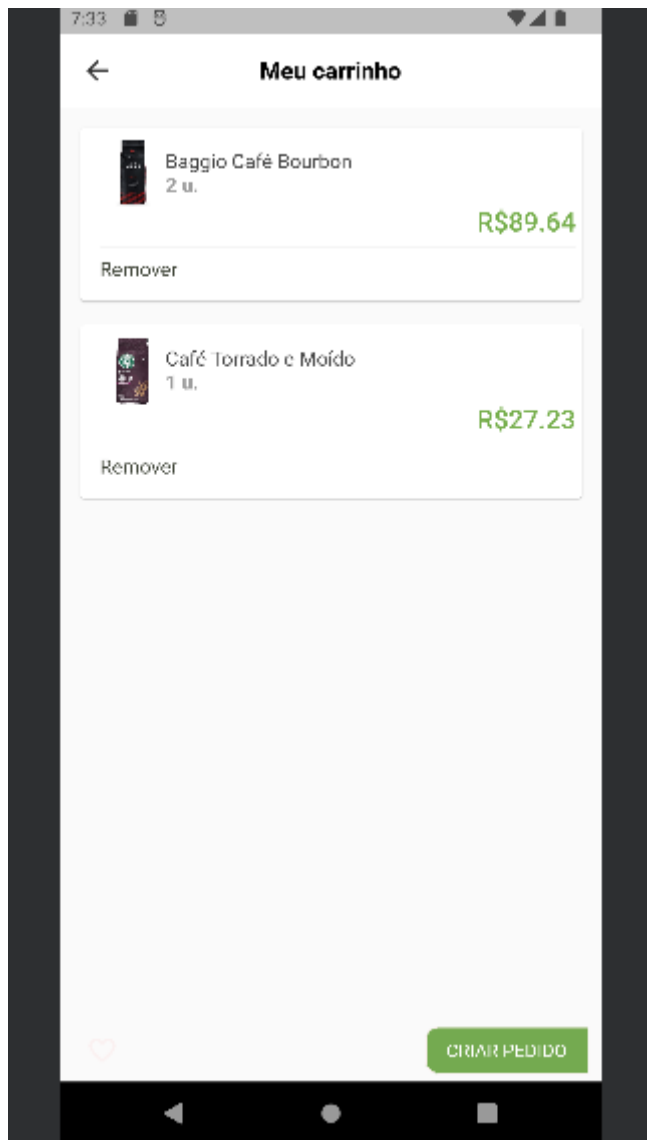 7:33
Meu carrinho
Baggio Café Bourbon
2 u.
R$89.64
Remover
Café Torrado e Moído
1 u.
R$27.23
Remover
CRIAR PEDIDO